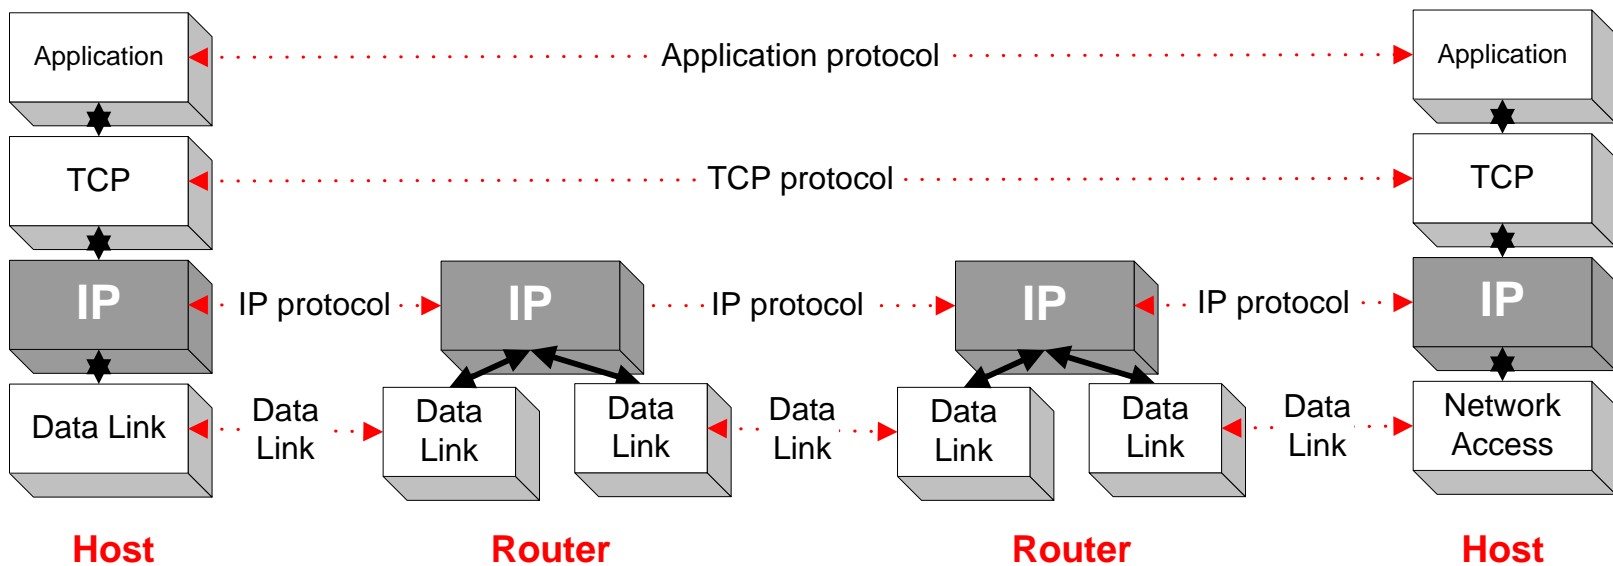 Application
Application protocol
Application
TCP
TCP protocol
TCP
IP
IP protocol
IP
IP protocol
IP
IP protocol
IP
Data Link
Data
Link
Data
Link
Data
Link
Data
Link
Data
Link
Data
Link
Data
Link
Network
Access
Host
Router
Router
Host